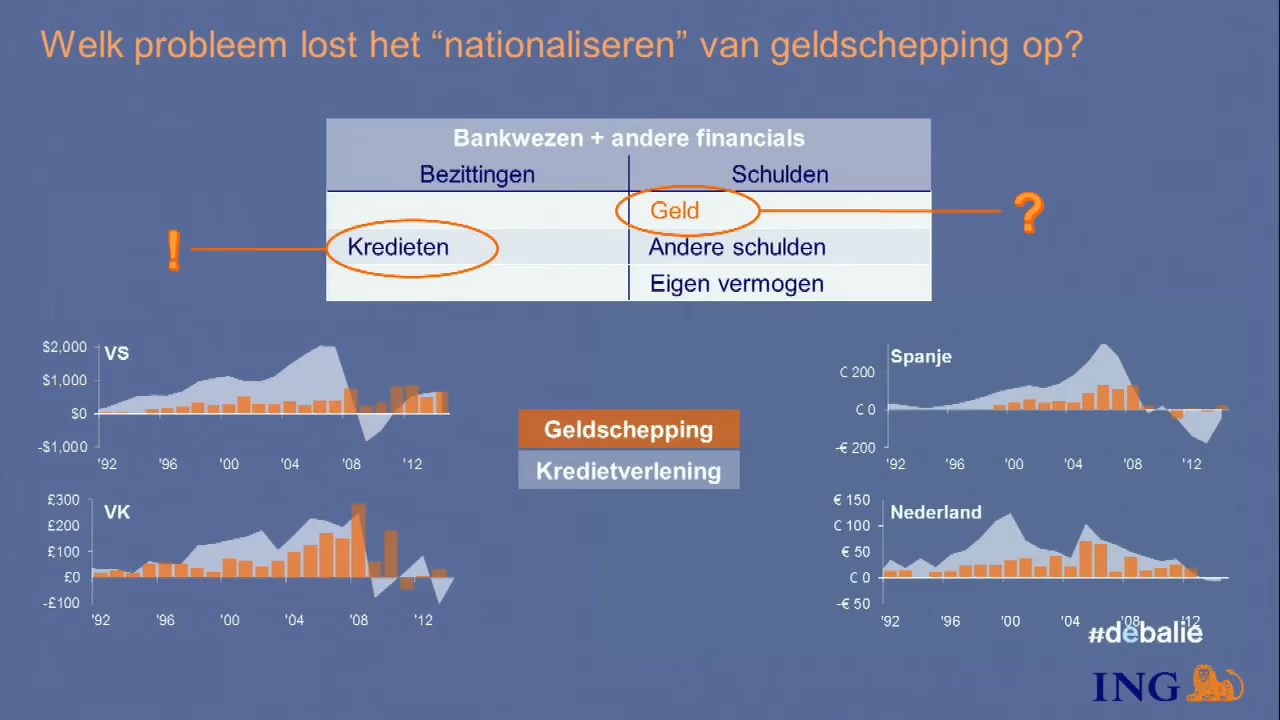 Welk probleem lost het “nationaliseren” van geldschepping op?
Bankwezen + andere financials
Bezittingen Schulden
Geld
?
!
Kredieten Andere schulden
Eigen vermogen
VS
$2,000
$1,000
$0
-$1,000
'92 '96 '00 '04 '08 '12
Spanje
€ 200
€ 0
-€ 200
'92 '96 '00 '04 '08 '12
Geldschepping
Kredietverlening
VK
£300
£200
£100
£0
-£100
'92 '96 '00 '04 '08 '12
Nederland
€ 150
€ 100
€ 50
€ 0
-€ 50
'92 '96 '00 '04 '08 '12
#debalie
ING